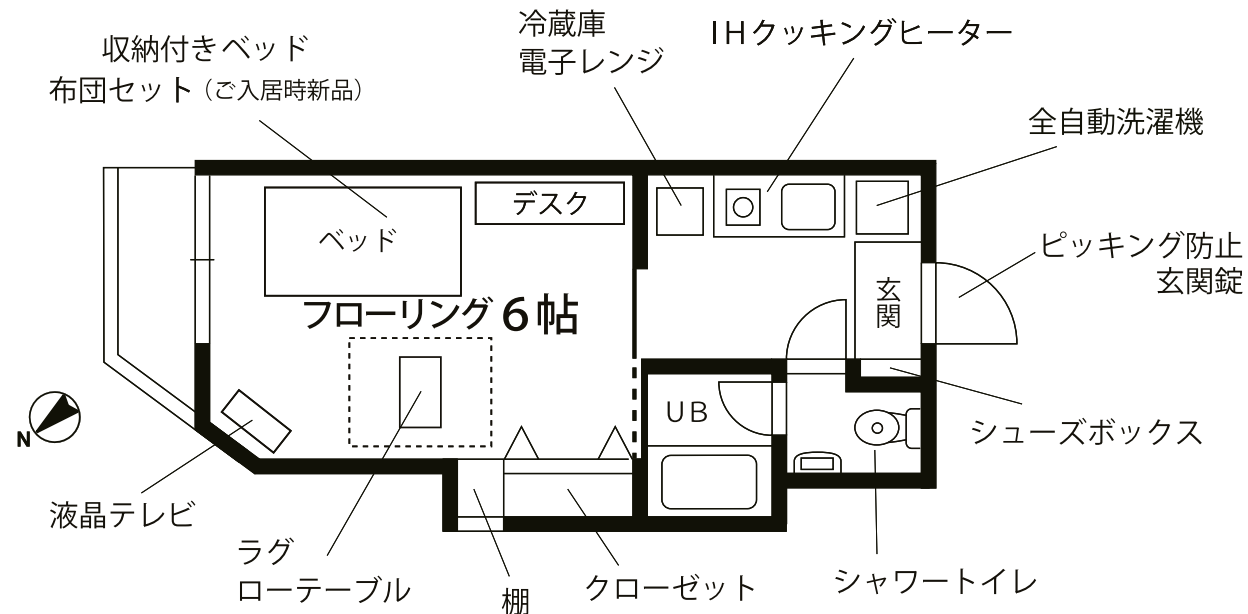 収納付きベッド
布団セット（ご入居時新品）
冷蔵庫
電子レンジ
IHクッキングヒーター
全自動洗濯機
ピッキング防止
玄関錠
デスク
ベッド
フローリング6帖
玄関
UB
N
シューズボックス
液晶テレビ
ラグ
ローテーブル
棚
クローゼット
シャワートイレ